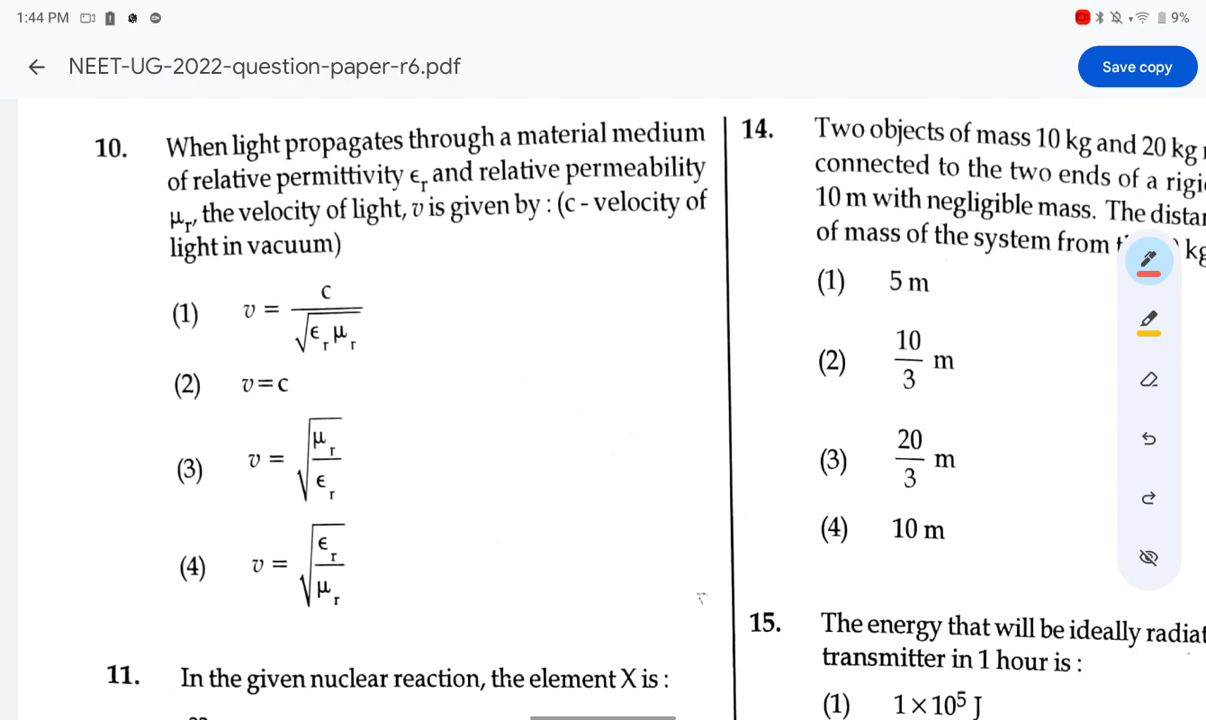 1:44 PM
9%
NEET-UG-2022-question-paper-r6.pdf
Save copy
10. When light propagates through a material medium
of relative permittivity ϵr and relative permeability
μr, the velocity of light, v is given by : (c - velocity of
light in vacuum)
(1) v = c / √(ϵr μr)
(2) v = c
(3) v = √(μr / ϵr)
(4) v = √(ϵr / μr)
11. In the given nuclear reaction, the element X is :
14. Two objects of mass 10 kg and 20 kg
connected to the two ends of a
10 m with negligible mass. The
of mass of the system from
(1) 5 m
(2) 10/3 m
(3) 20/3 m
(4) 10 m
15. The energy that will be ideally
transmitter in 1 hour is :
(1) 1×10⁵ J